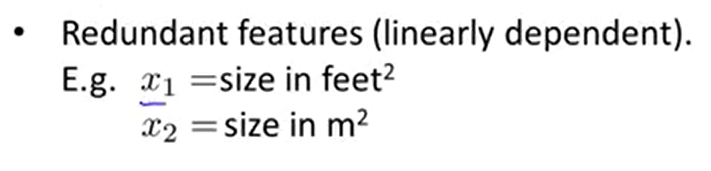 • Redundant features (linearly dependent).
E.g. x₁ =size in feet²
x₂ = size in m²